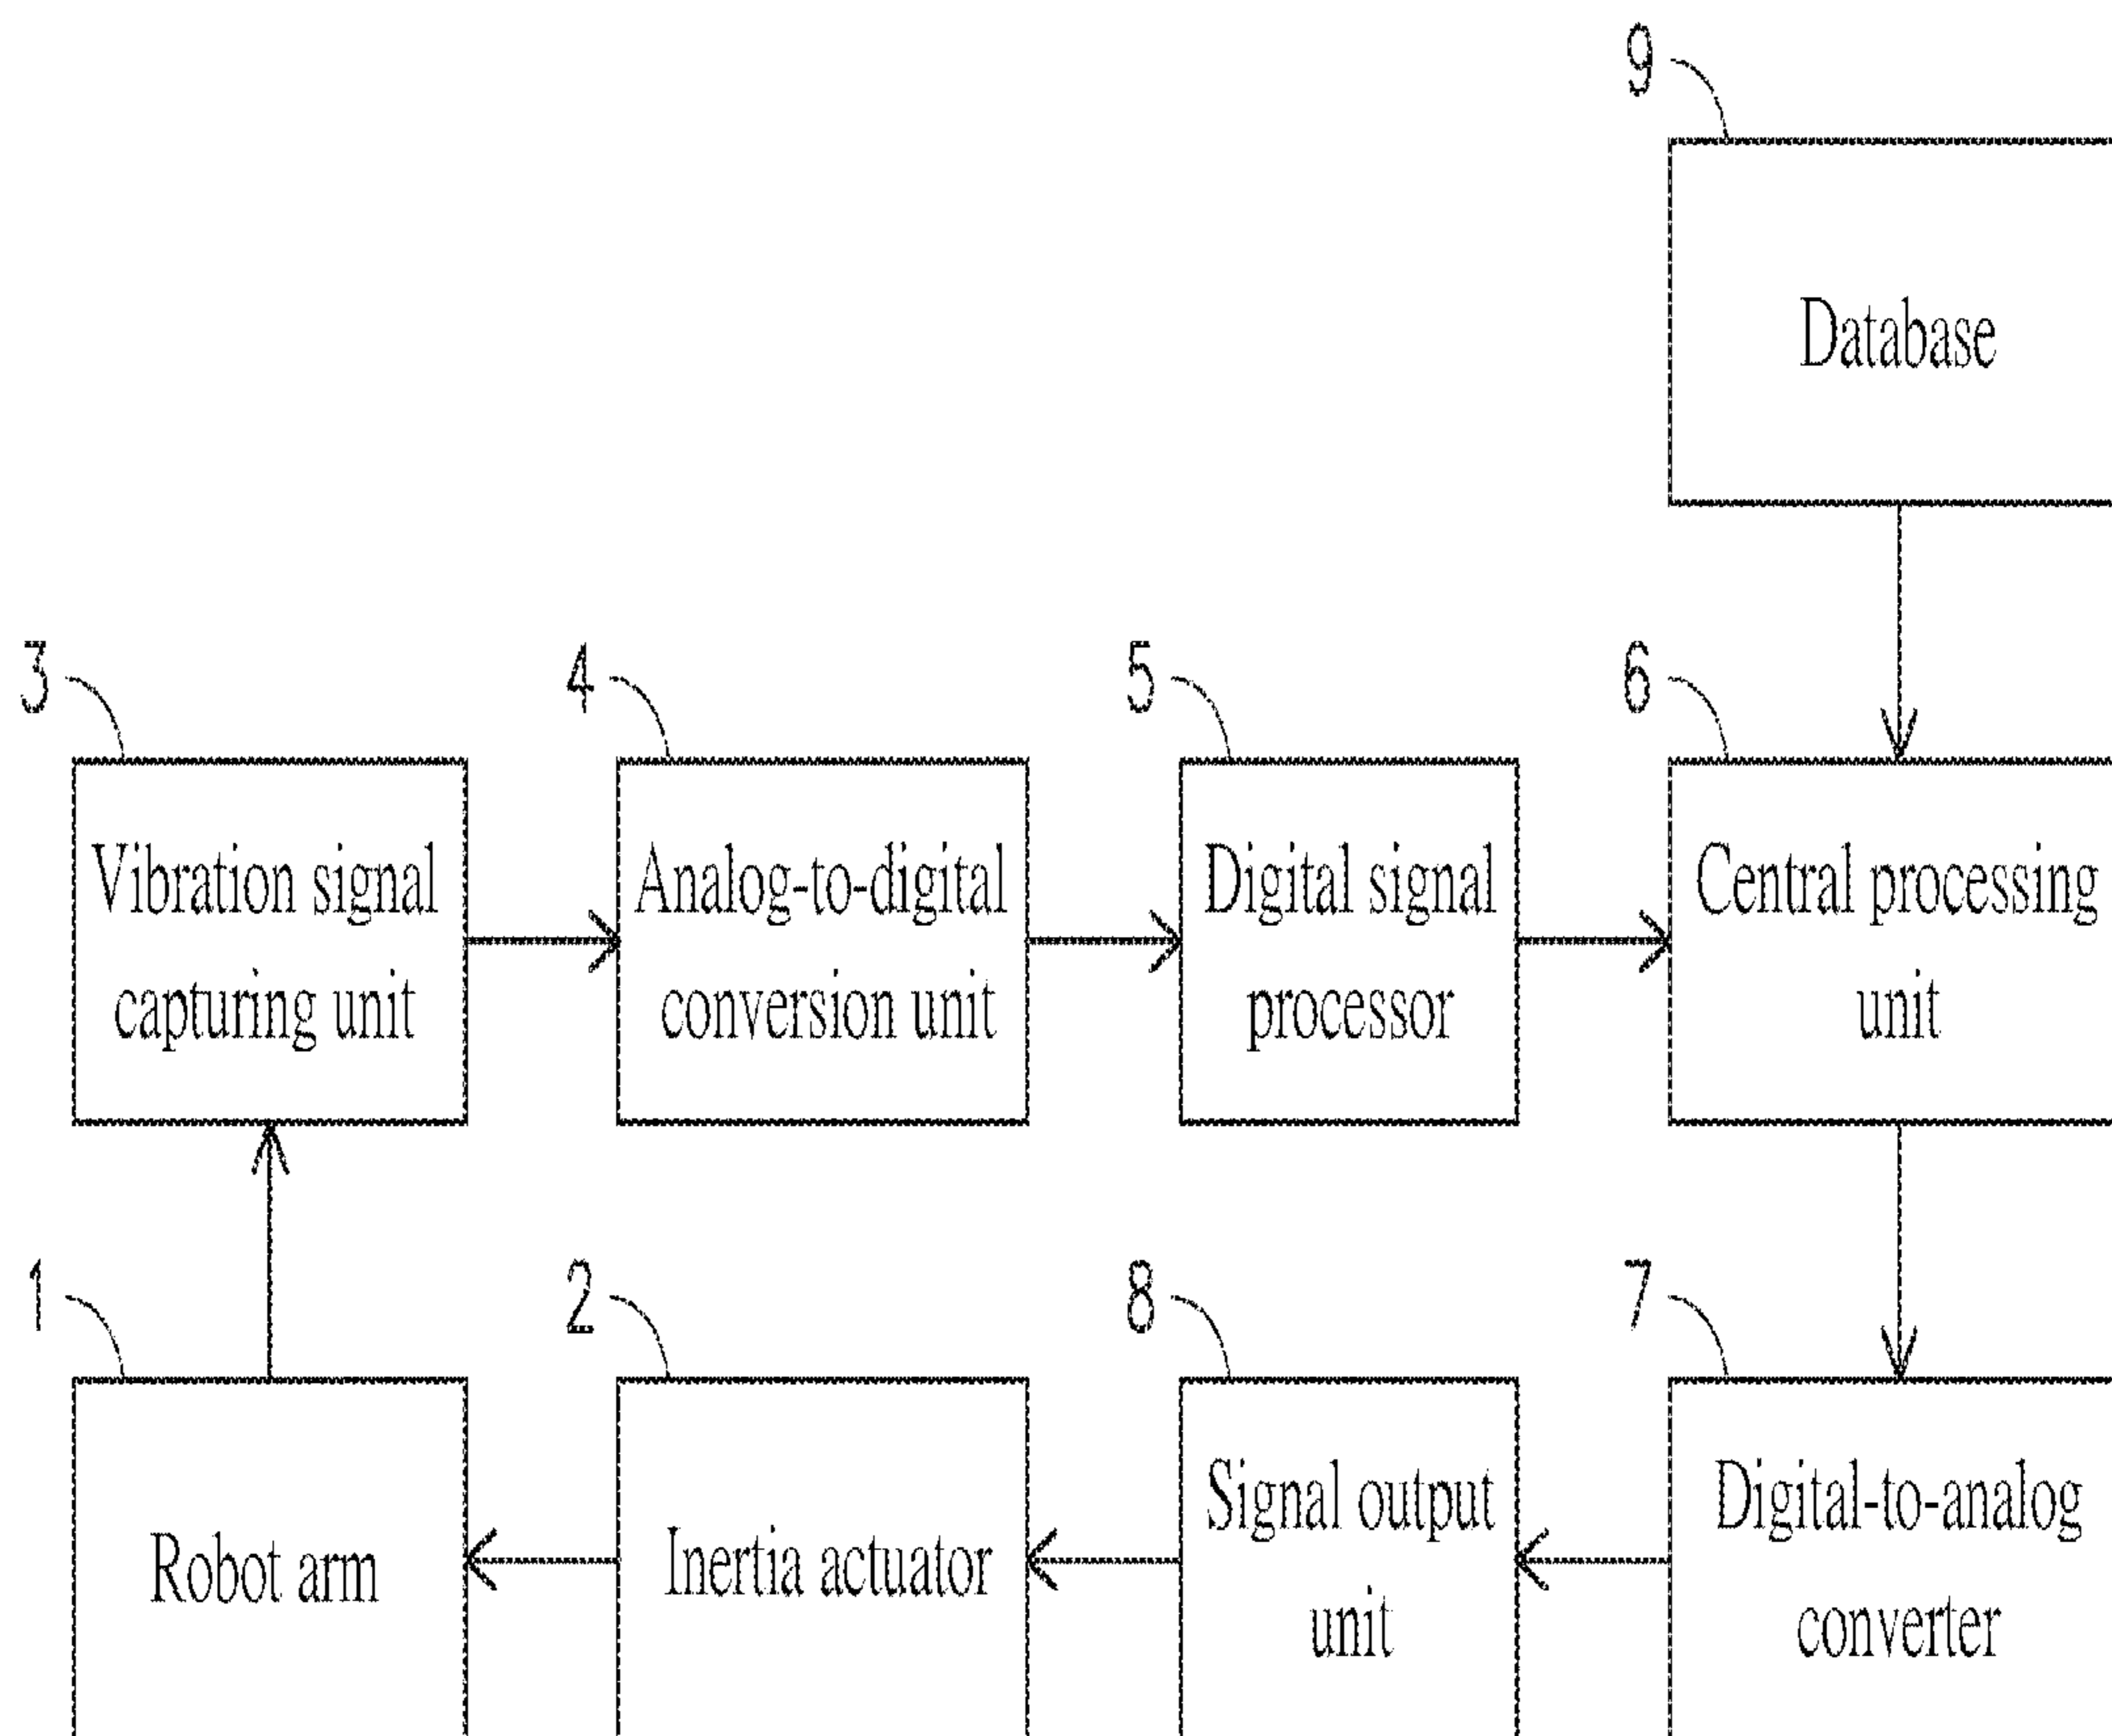 9
Database
3
4
5
6
Vibration signal
capturing unit
Analog-to-digital
conversion unit
Digital signal
processor
Central processing
unit
1
2
8
7
Robot arm
Inertia actuator
Signal output
unit
Digital-to-analog
converter